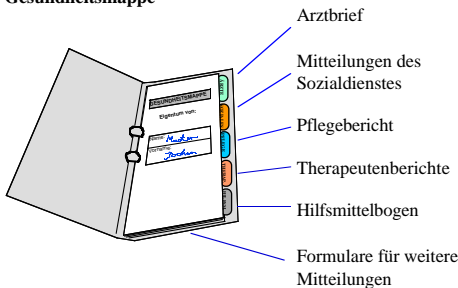 Gesundheitsmappe
Arztbrief
Mitteilungen des
Sozialdienstes
Pflegebericht
Therapeutenberichte
Hilfsmittelbogen
Formulare für weitere
Mitteilungen
GESUNDHEITSMAPPE
Eigentum von:
Name: Muster
Vorname:
Jochen